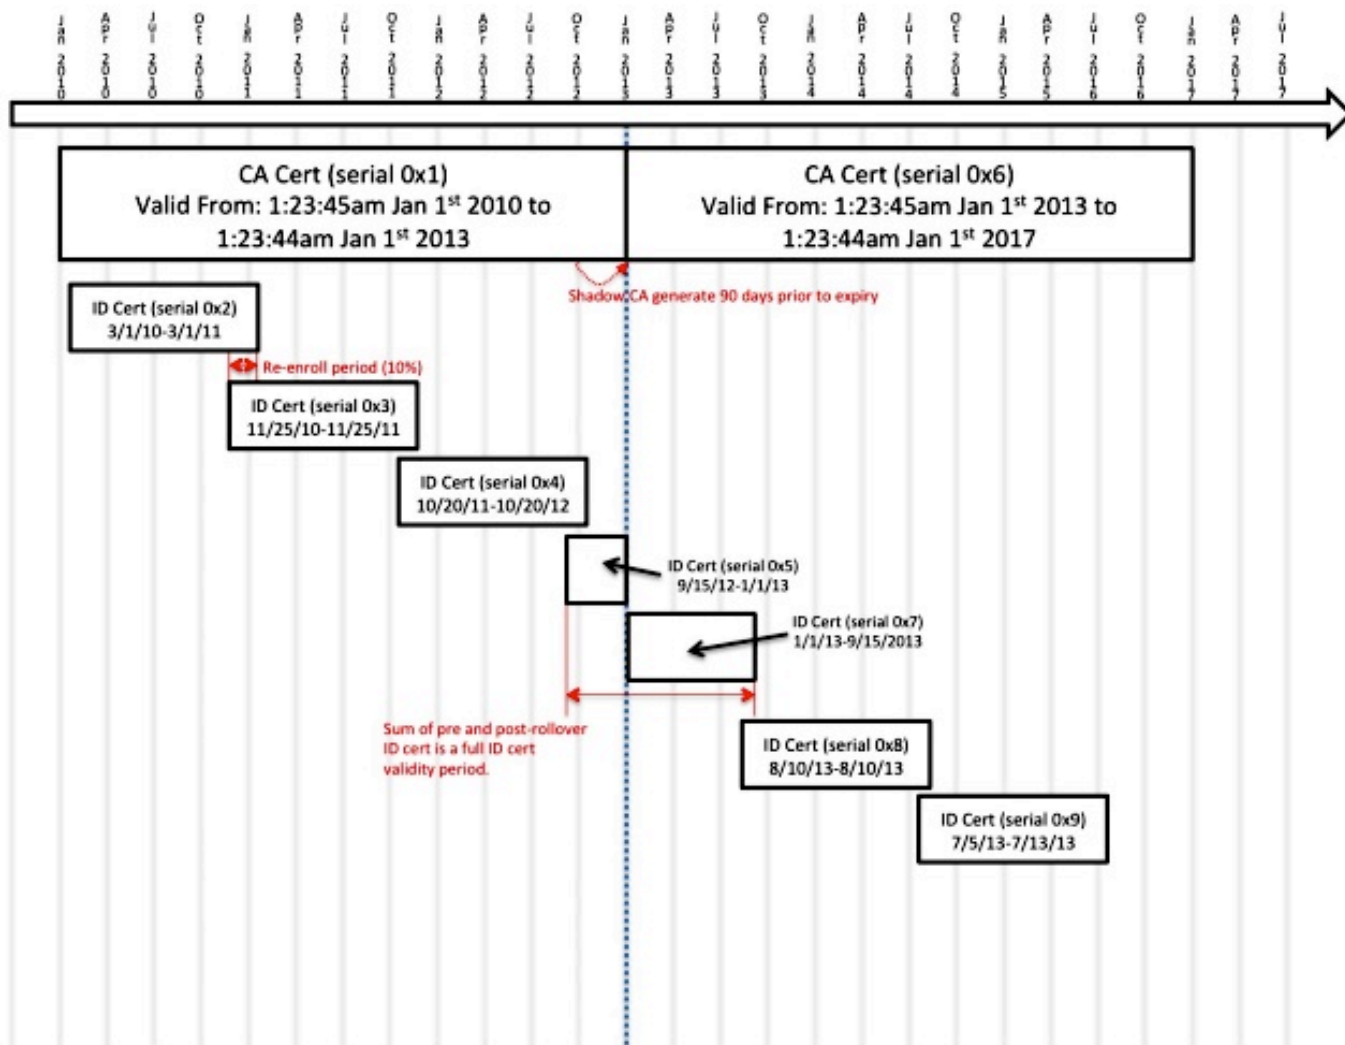 Jan 2010
Apr 2010
Jul 2010
Oct 2010
Jan 2011
Apr 2011
Jul 2011
Oct 2011
Jan 2012
Apr 2012
Jul 2012
Oct 2012
Jan 2013
Apr 2013
Jul 2013
Oct 2013
Jan 2014
Apr 2014
Jul 2014
Oct 2014
Jan 2015
Apr 2015
Jul 2016
Oct 2016
Jan 2017
Apr 2017
Jul 2017
CA Cert (serial 0x1)
Valid From: 1:23:45am Jan 1st 2010 to
1:23:44am Jan 1st 2013
CA Cert (serial 0x6)
Valid From: 1:23:45am Jan 1st 2013 to
1:23:44am Jan 1st 2017
Shadow CA generate 90 days prior to expiry
ID Cert (serial 0x2)
3/1/10-3/1/11
Re-enroll period (10%)
ID Cert (serial 0x3)
11/25/10-11/25/11
ID Cert (serial 0x4)
10/20/11-10/20/12
ID Cert (serial 0x5)
9/15/12-1/1/13
ID Cert (serial 0x7)
1/1/13-9/15/2013
Sum of pre and post-rollover
ID cert is a full ID cert
validity period.
ID Cert (serial 0x8)
8/10/13-8/10/13
ID Cert (serial 0x9)
7/5/13-7/13/13